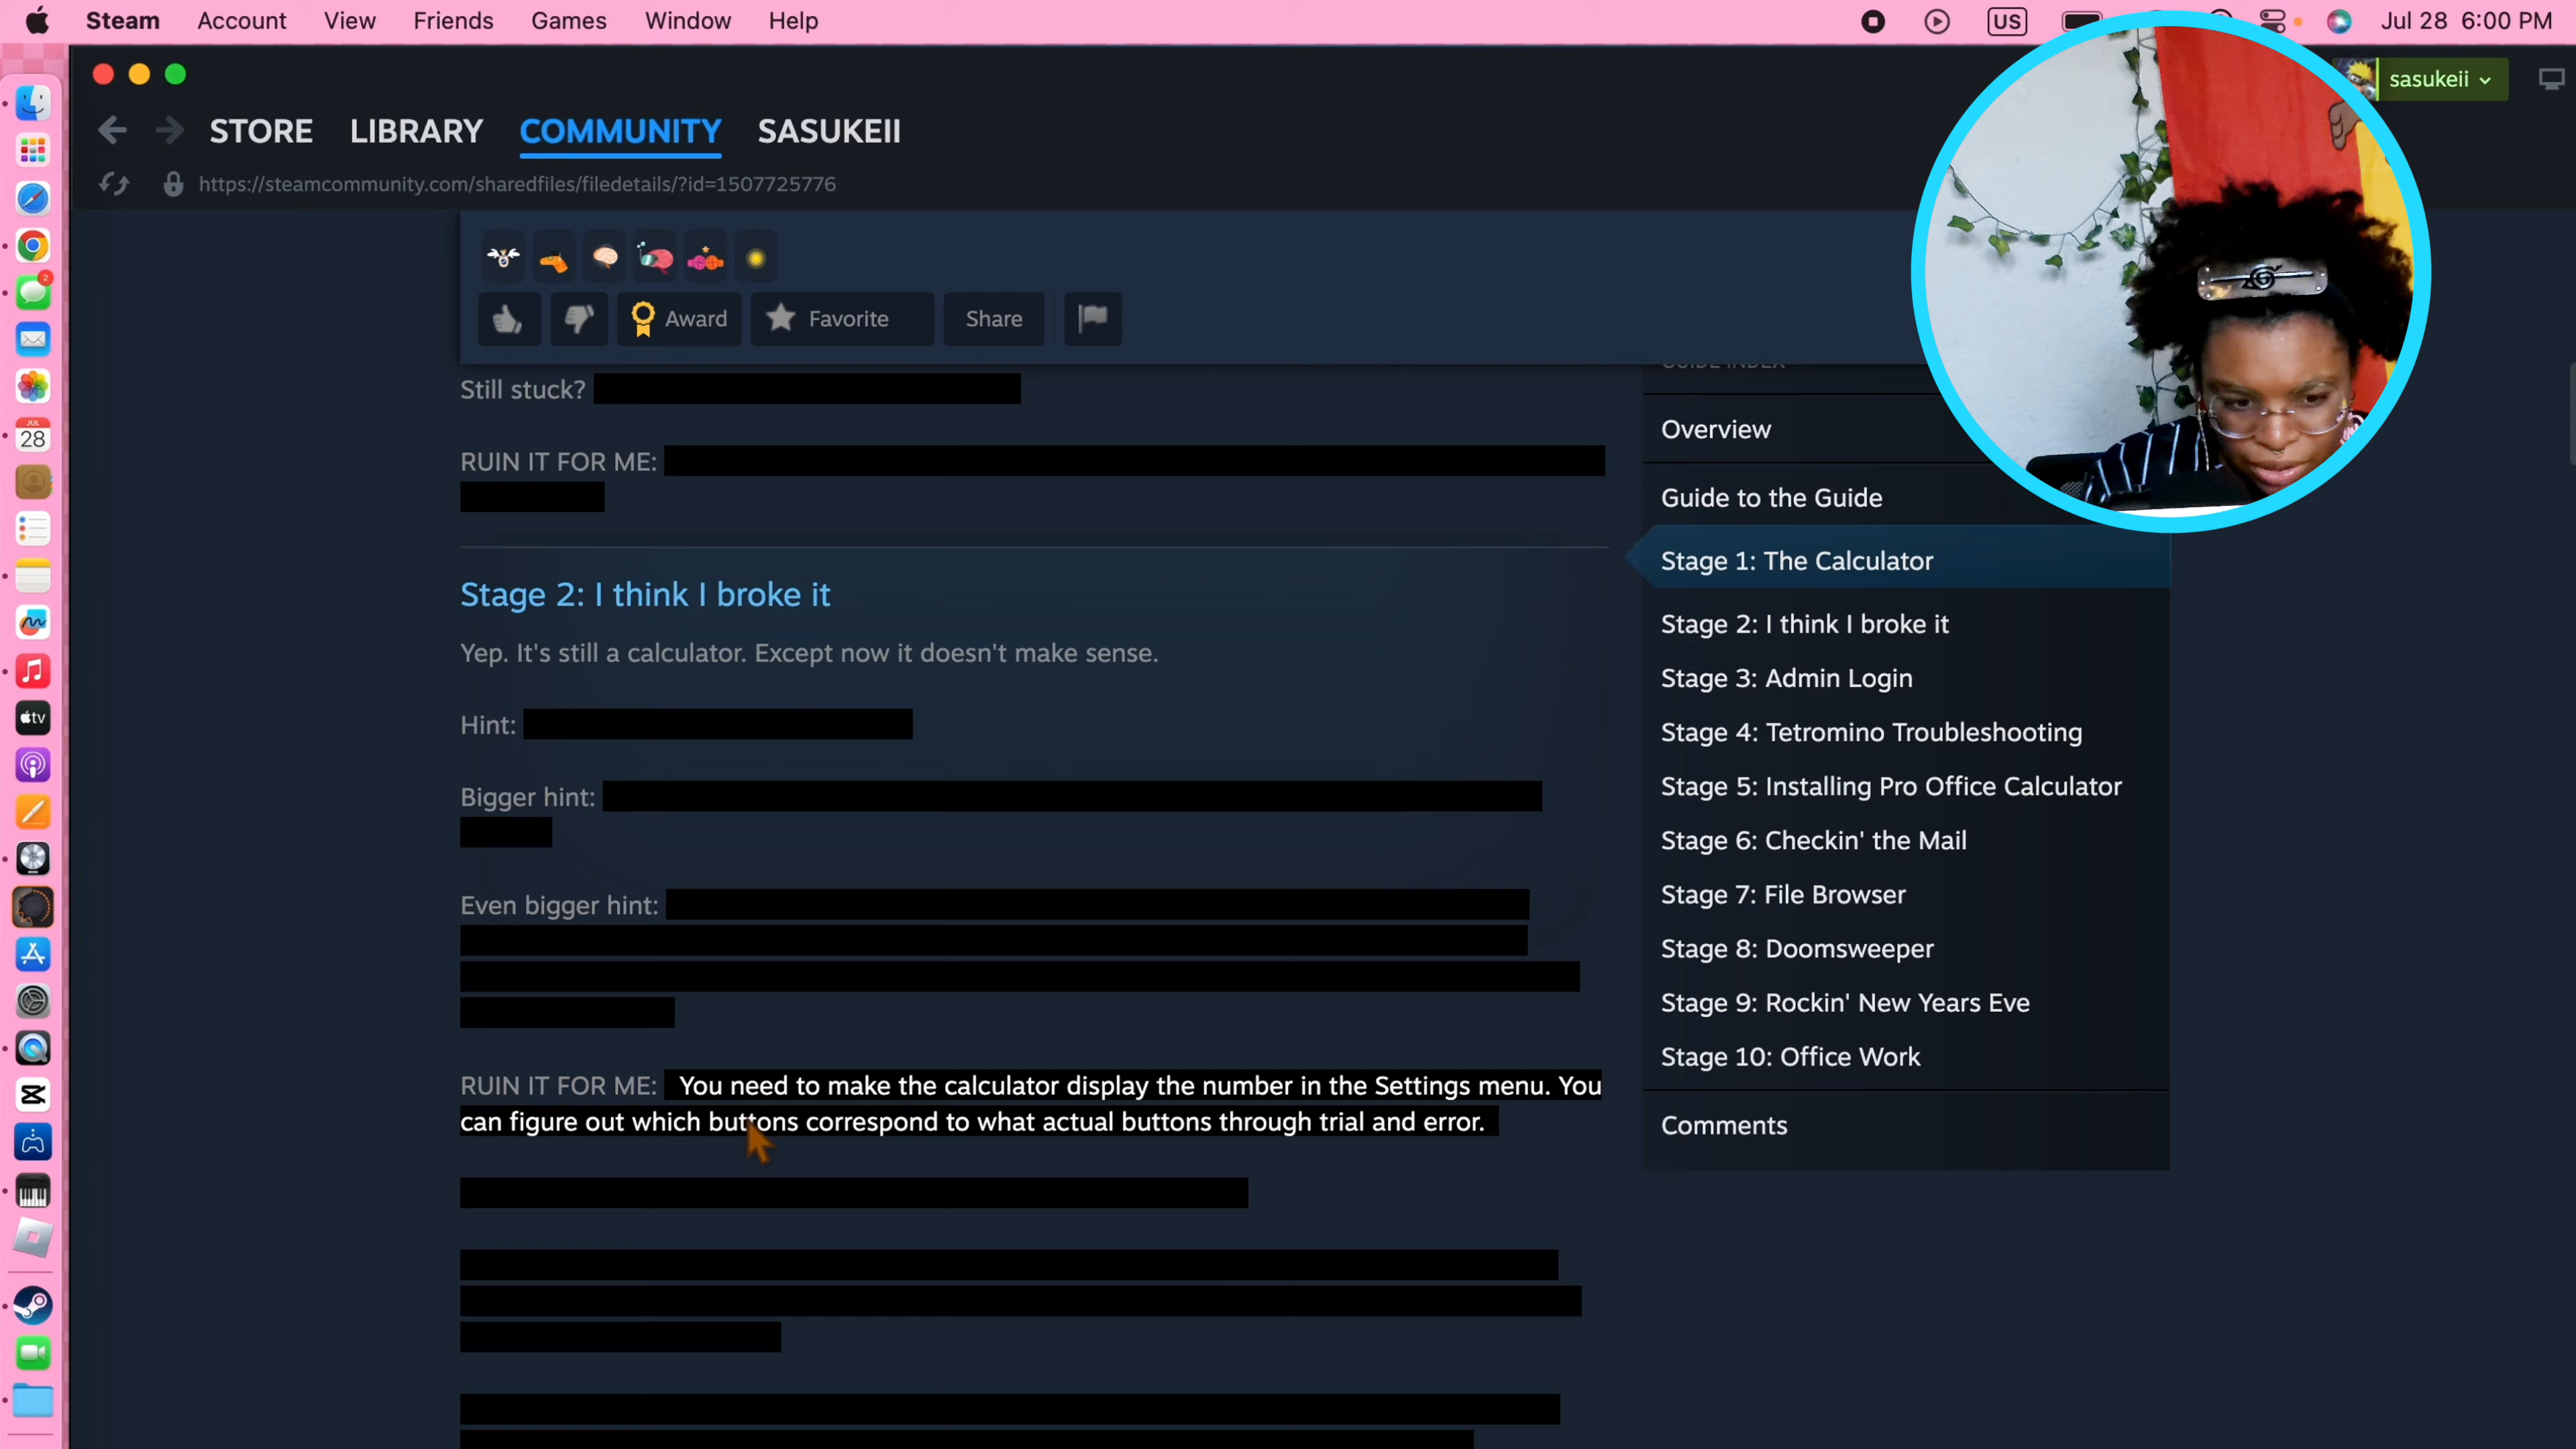 Steam Account View Friends Games Window Help US Jul 28 6:00 PM
sasukeii
STORE LIBRARY COMMUNITY SASUKEII
https://steamcommunity.com/sharedfiles/filedetails/?id=1507725776
Award Favorite Share
Still stuck?
RUIN IT FOR ME:
Stage 2: I think I broke it
Yep. It's still a calculator. Except now it doesn't make sense.
Hint:
Bigger hint:
Even bigger hint:
RUIN IT FOR ME: You need to make the calculator display the number in the Settings menu. You
can figure out which buttons correspond to what actual buttons through trial and error.
GUIDE INDEX
Overview
Guide to the Guide
Stage 1: The Calculator
Stage 2: I think I broke it
Stage 3: Admin Login
Stage 4: Tetromino Troubleshooting
Stage 5: Installing Pro Office Calculator
Stage 6: Checkin' the Mail
Stage 7: File Browser
Stage 8: Doomsweeper
Stage 9: Rockin' New Years Eve
Stage 10: Office Work
Comments
2
JUL
28
tv